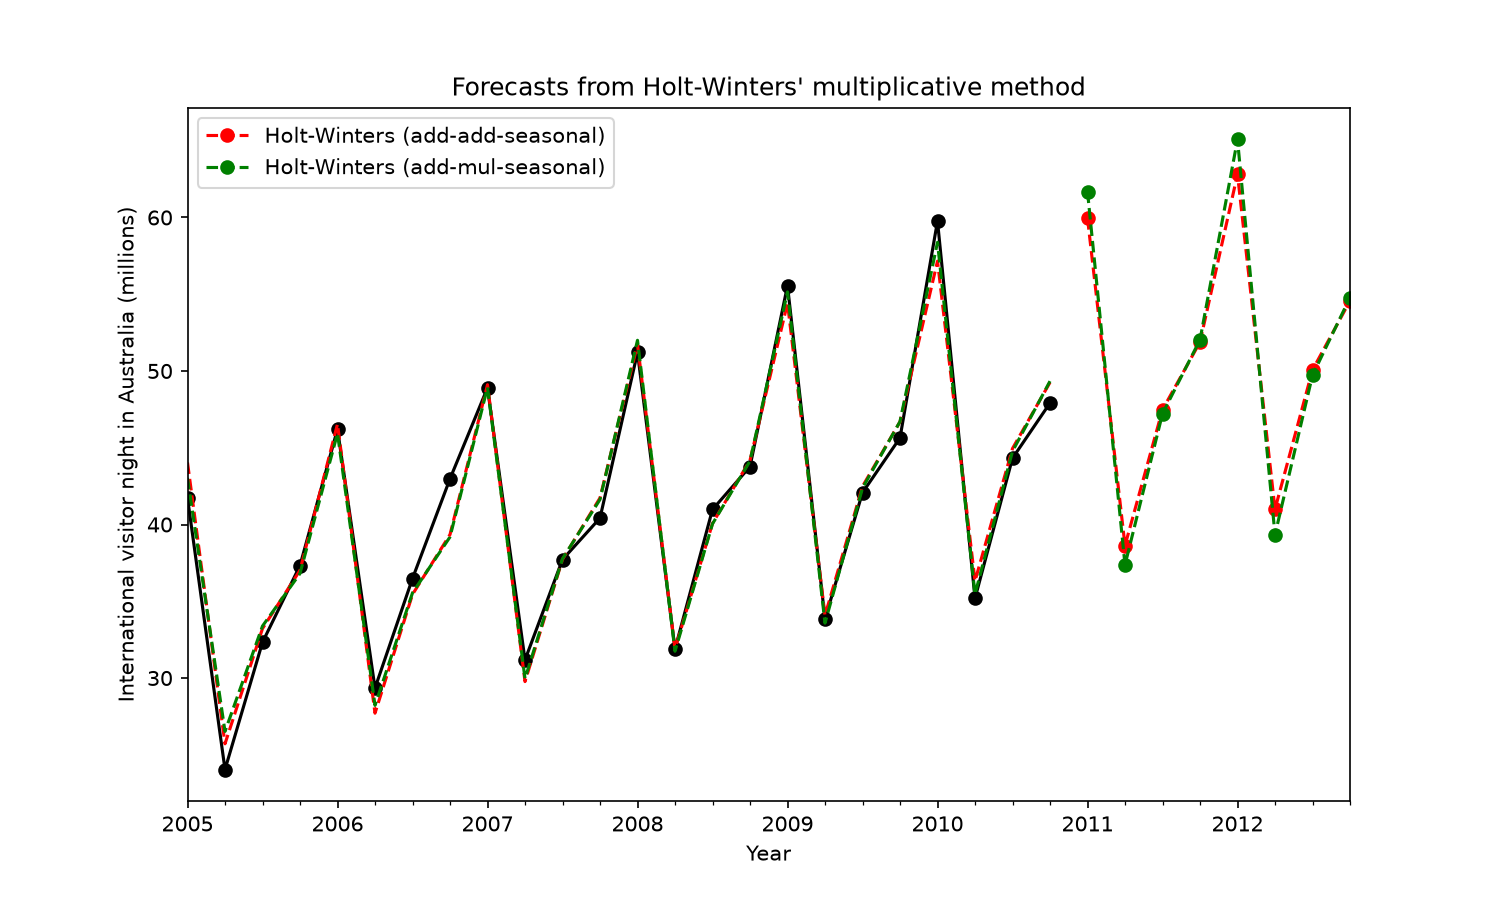 Forecasts from Holt-Winters' multiplicative method
Holt-Winters (add-add-seasonal)
Holt-Winters (add-mul-seasonal)
International visitor night in Australia (millions)
60
50
40
30
2005 2006 2007 2008 2009 2010 2011 2012
Year